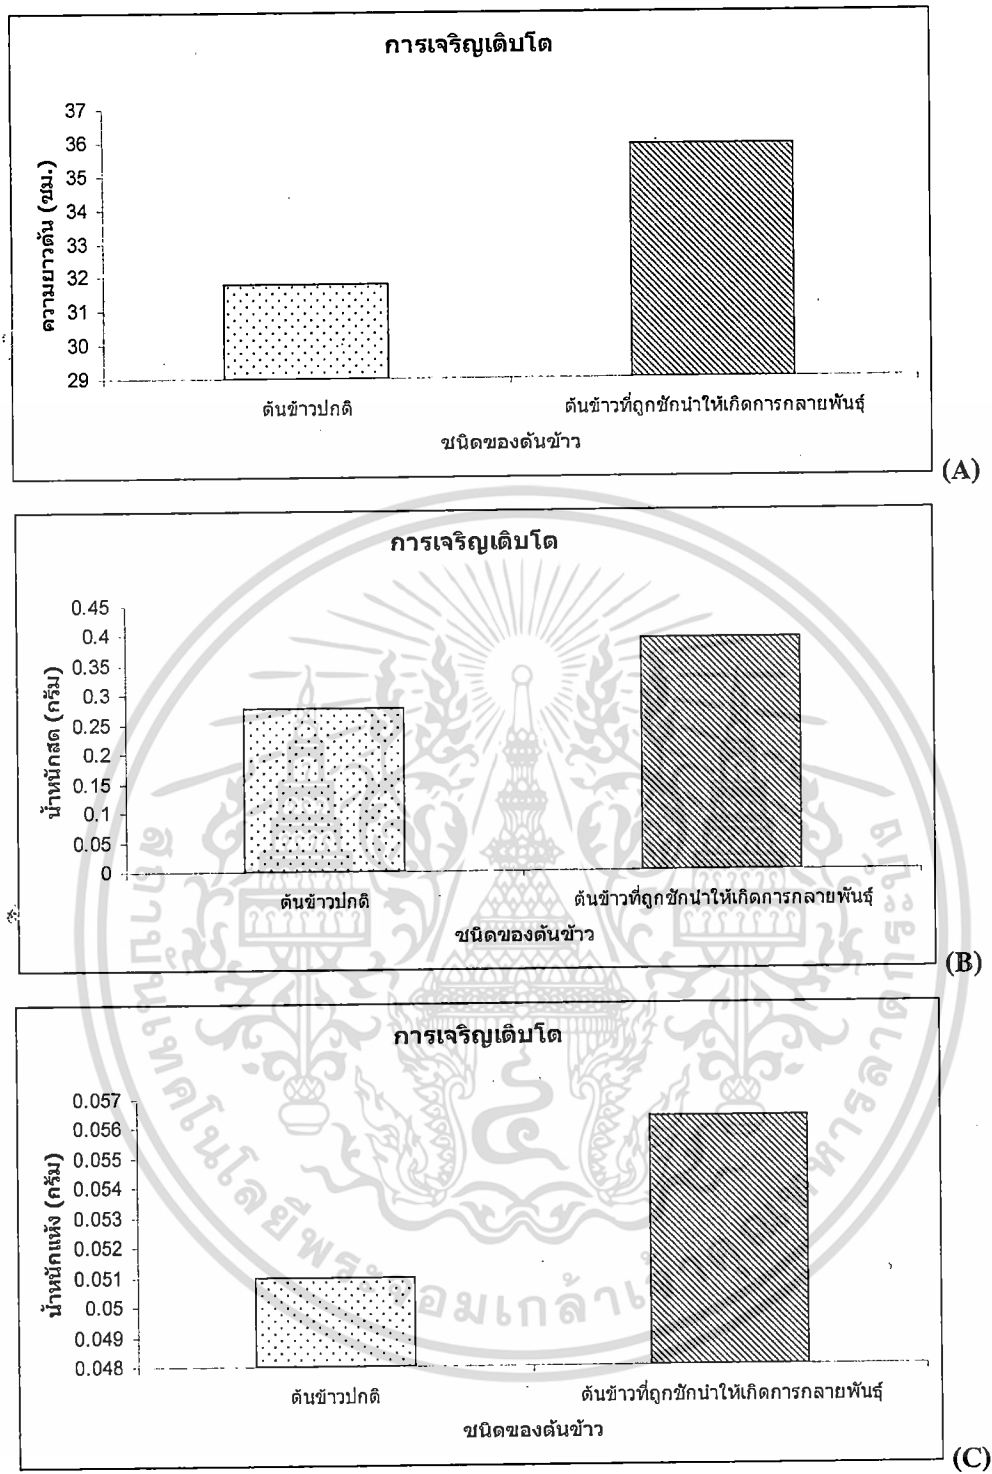 การเจริญเติบโต
ความยาวต้น (ซม.)
37
36
35
34
33
32
31
30
29
ต้นข้าวปกติ
ต้นข้าวที่ถูกชักนำให้เกิดการกลายพันธุ์
ชนิดของต้นข้าว
(A)
การเจริญเติบโต
น้ำหนักสด (กรัม)
0.45
0.4
0.35
0.3
0.25
0.2
0.15
0.1
0.05
0
ต้นข้าวปกติ
ต้นข้าวที่ถูกชักนำให้เกิดการกลายพันธุ์
ชนิดของต้นข้าว
(B)
การเจริญเติบโต
น้ำหนักแห้ง (กรัม)
0.057
0.056
0.055
0.054
0.053
0.052
0.051
0.05
0.049
0.048
ต้นข้าวปกติ
ต้นข้าวที่ถูกชักนำให้เกิดการกลายพันธุ์
ชนิดของต้นข้าว
(C)